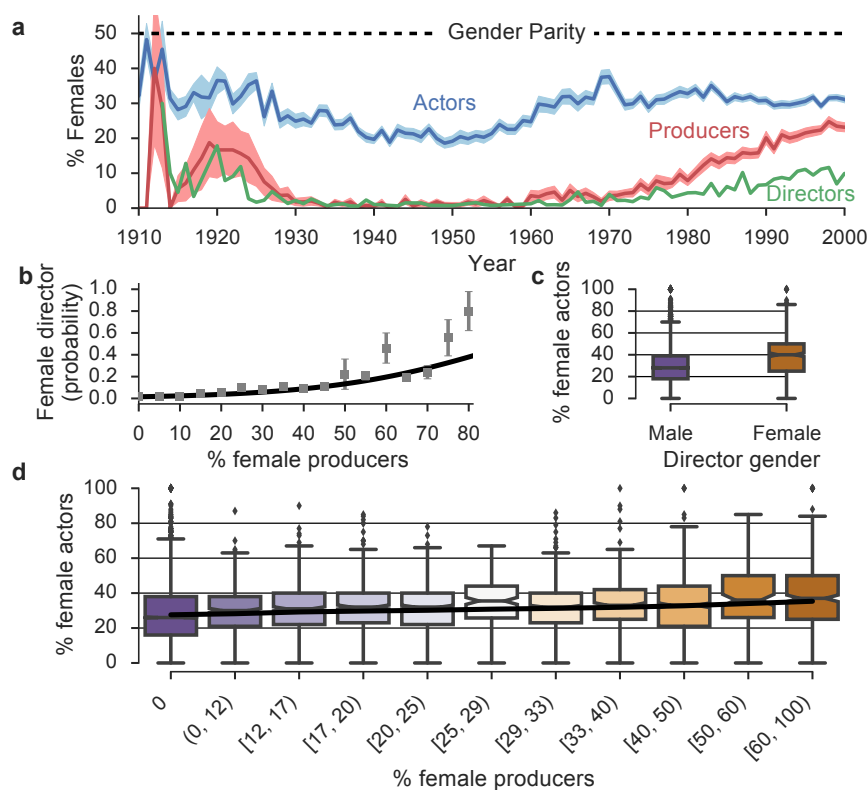 a
Gender Parity
50
40
30
20
10
0
% Females
Actors
Producers
Directors
1910 1920 1930 1940 1950 1960 1970 1980 1990 2000
Year
b
Female director
(probability)
1.0
0.8
0.6
0.4
0.2
0.0
0 10 20 30 40 50 60 70 80
% female producers
c
% female actors
100
80
60
40
20
0
Male Female
Director gender
d
% female actors
100
80
60
40
20
0
0 (0, 12) [12, 17) [17, 20) [20, 25) [25, 29) [29, 33) [33, 40) [40, 50) [50, 60) [60, 100)
% female producers